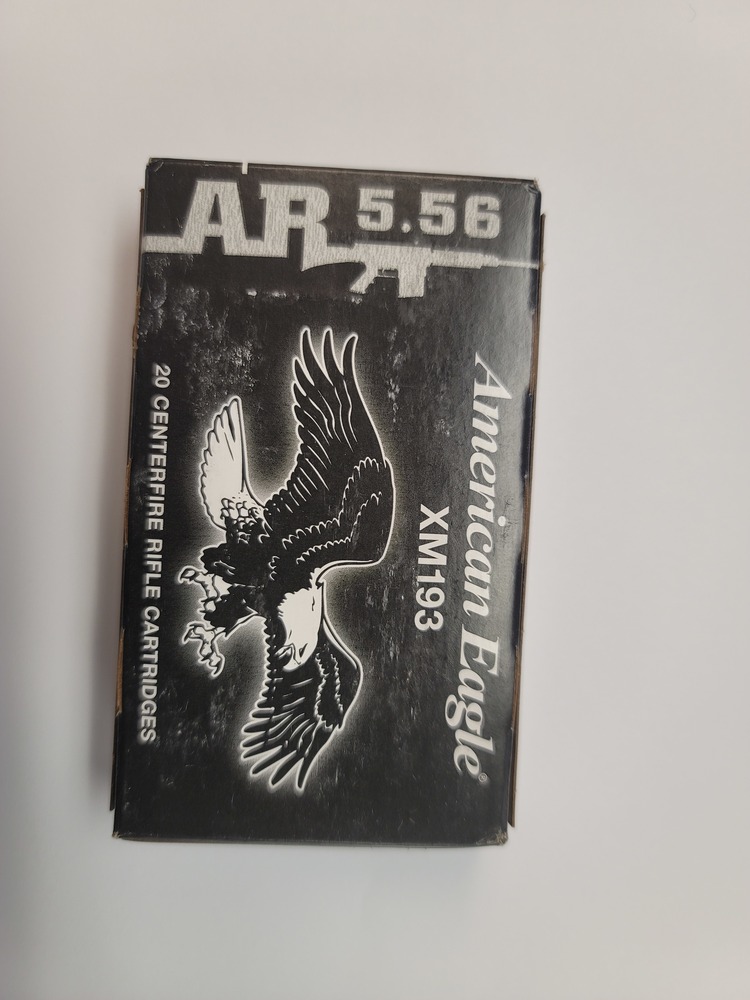 AR 5.56
American Eagle®
XM193
20 CENTERFIRE RIFLE CARTRIDGES